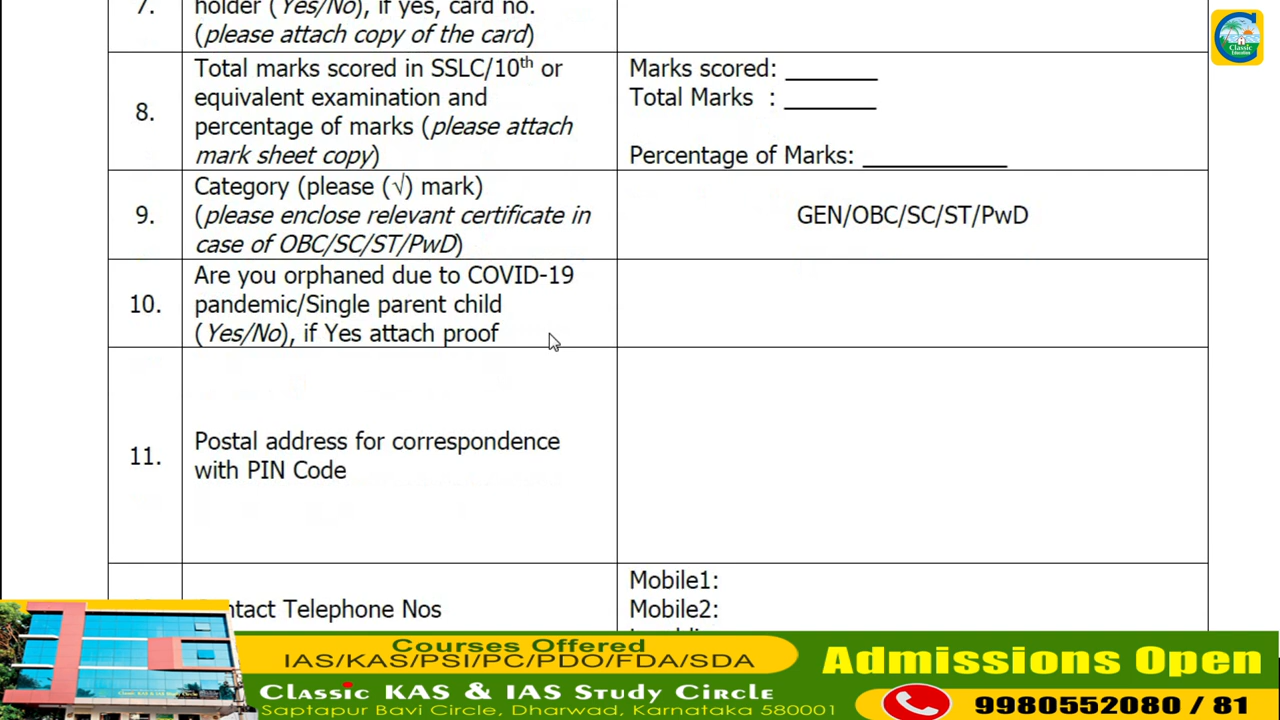 7.
holder (Yes/No), if yes, card no.
(please attach copy of the card)
8.
Total marks scored in SSLC/10th or
equivalent examination and
percentage of marks (please attach
mark sheet copy)
Marks scored: _______
Total Marks : _______
Percentage of Marks: ___________
9.
Category (please (√) mark)
(please enclose relevant certificate in
case of OBC/SC/ST/PwD)
GEN/OBC/SC/ST/PwD
10.
Are you orphaned due to COVID-19
pandemic/Single parent child
(Yes/No), if Yes attach proof
11.
Postal address for correspondence
with PIN Code
Telephone Nos
Mobile1:
Mobile2:
Classic
Education
Courses Offered
IAS/KAS/PSI/PC/PDO/FDA/SDA
Classic KAS & IAS Study Circle
Saptapur Bavi Circle, Dharwad, Karnataka 580001
Admissions Open
9980552080 / 81